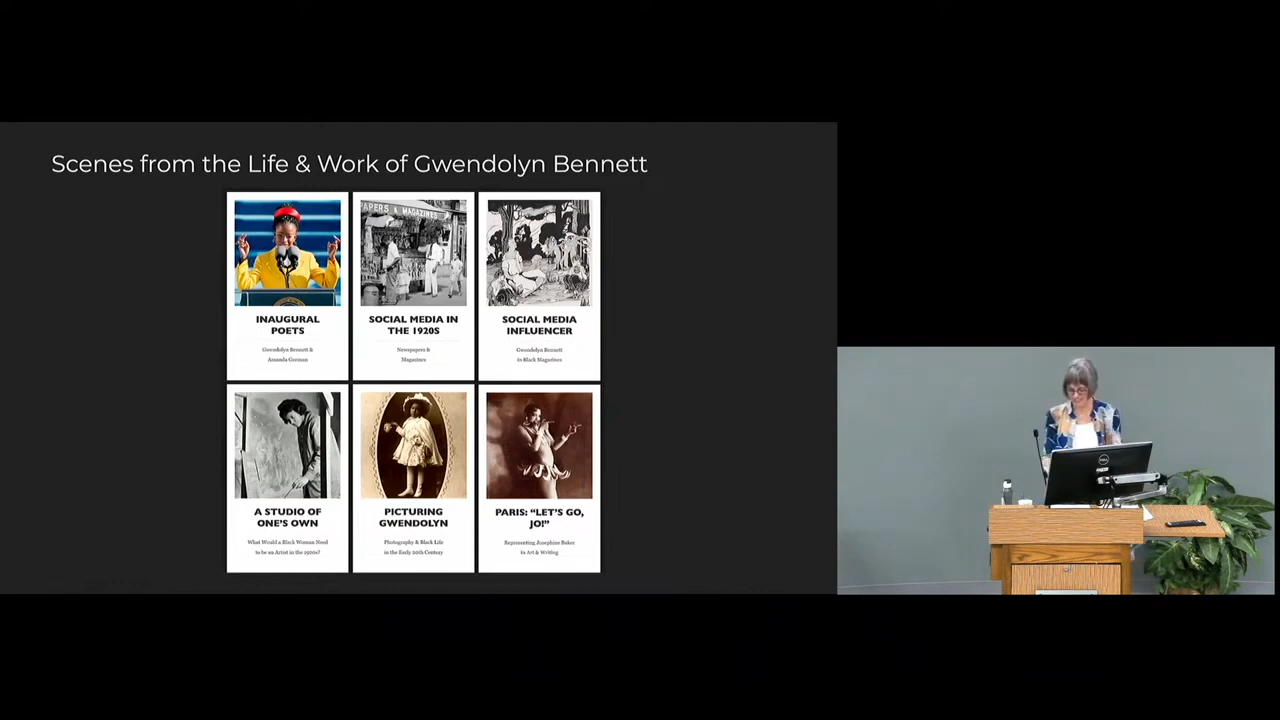 Scenes from the Life & Work of Gwendolyn Bennett
PAPERS & MAGAZINES
INAUGURAL
POETS
Gwendolyn Bennett &
Amanda Gorman
SOCIAL MEDIA IN
THE 1920S
Newspapers &
Magazines
SOCIAL MEDIA
INFLUENCER
Gwendolyn Bennett
in Black Magazines
A STUDIO OF
ONE'S OWN
What Would a Black Woman Need
to be an Artist in the 1920s?
PICTURING
GWENDOLYN
Photography & Black Life
in the Early 20th Century
PARIS: “LET'S GO,
JO!”
Representing Josephine Baker
in Art & Writing
DELL